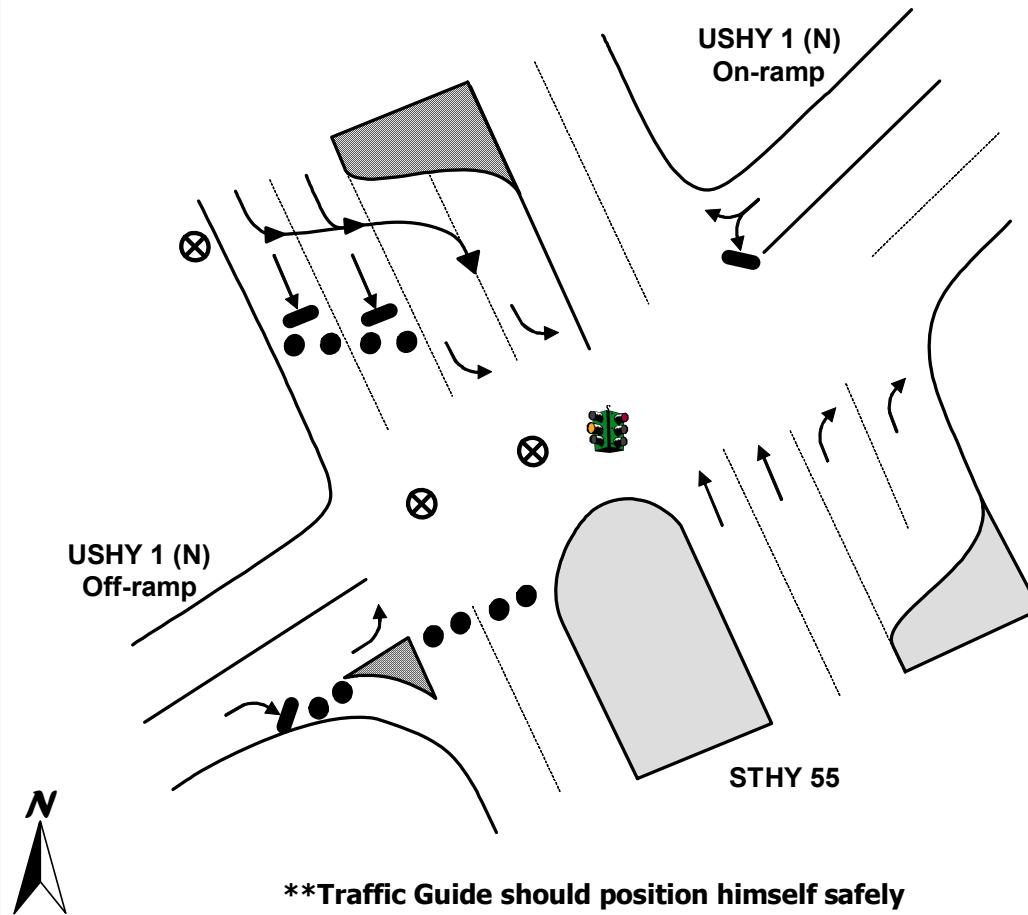 USHY 1 (N)
On-ramp
USHY 1 (N)
Off-ramp
STHY 55
N
**Traffic Guide should position himself safely